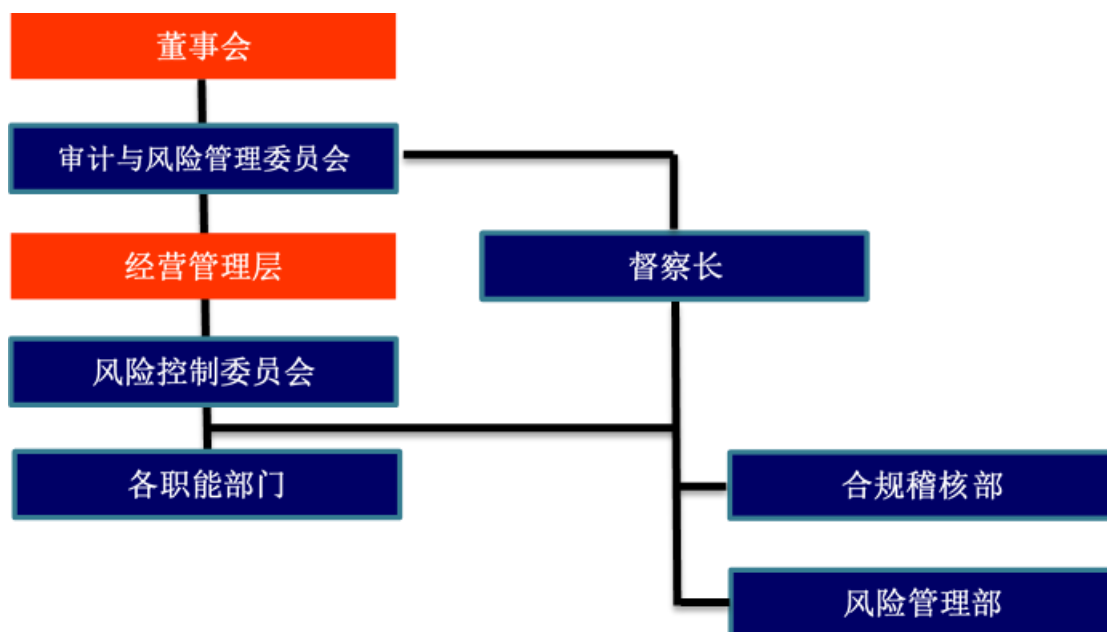 董事会
审计与风险管理委员会
经营管理层
督察长
风险控制委员会
各职能部门
合规稽核部
风险管理部